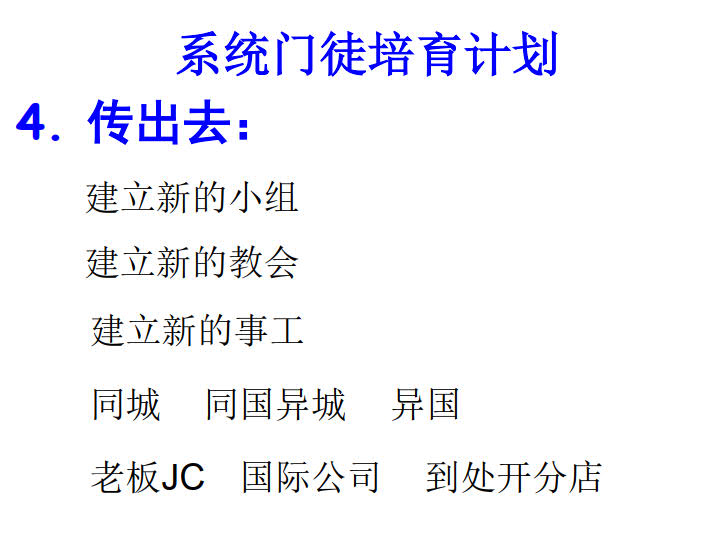 系统门徒培育计划
4. 传出去：
建立新的小组
建立新的教会
建立新的事工
同城 同国异城 异国
老板JC 国际公司 到处开分店